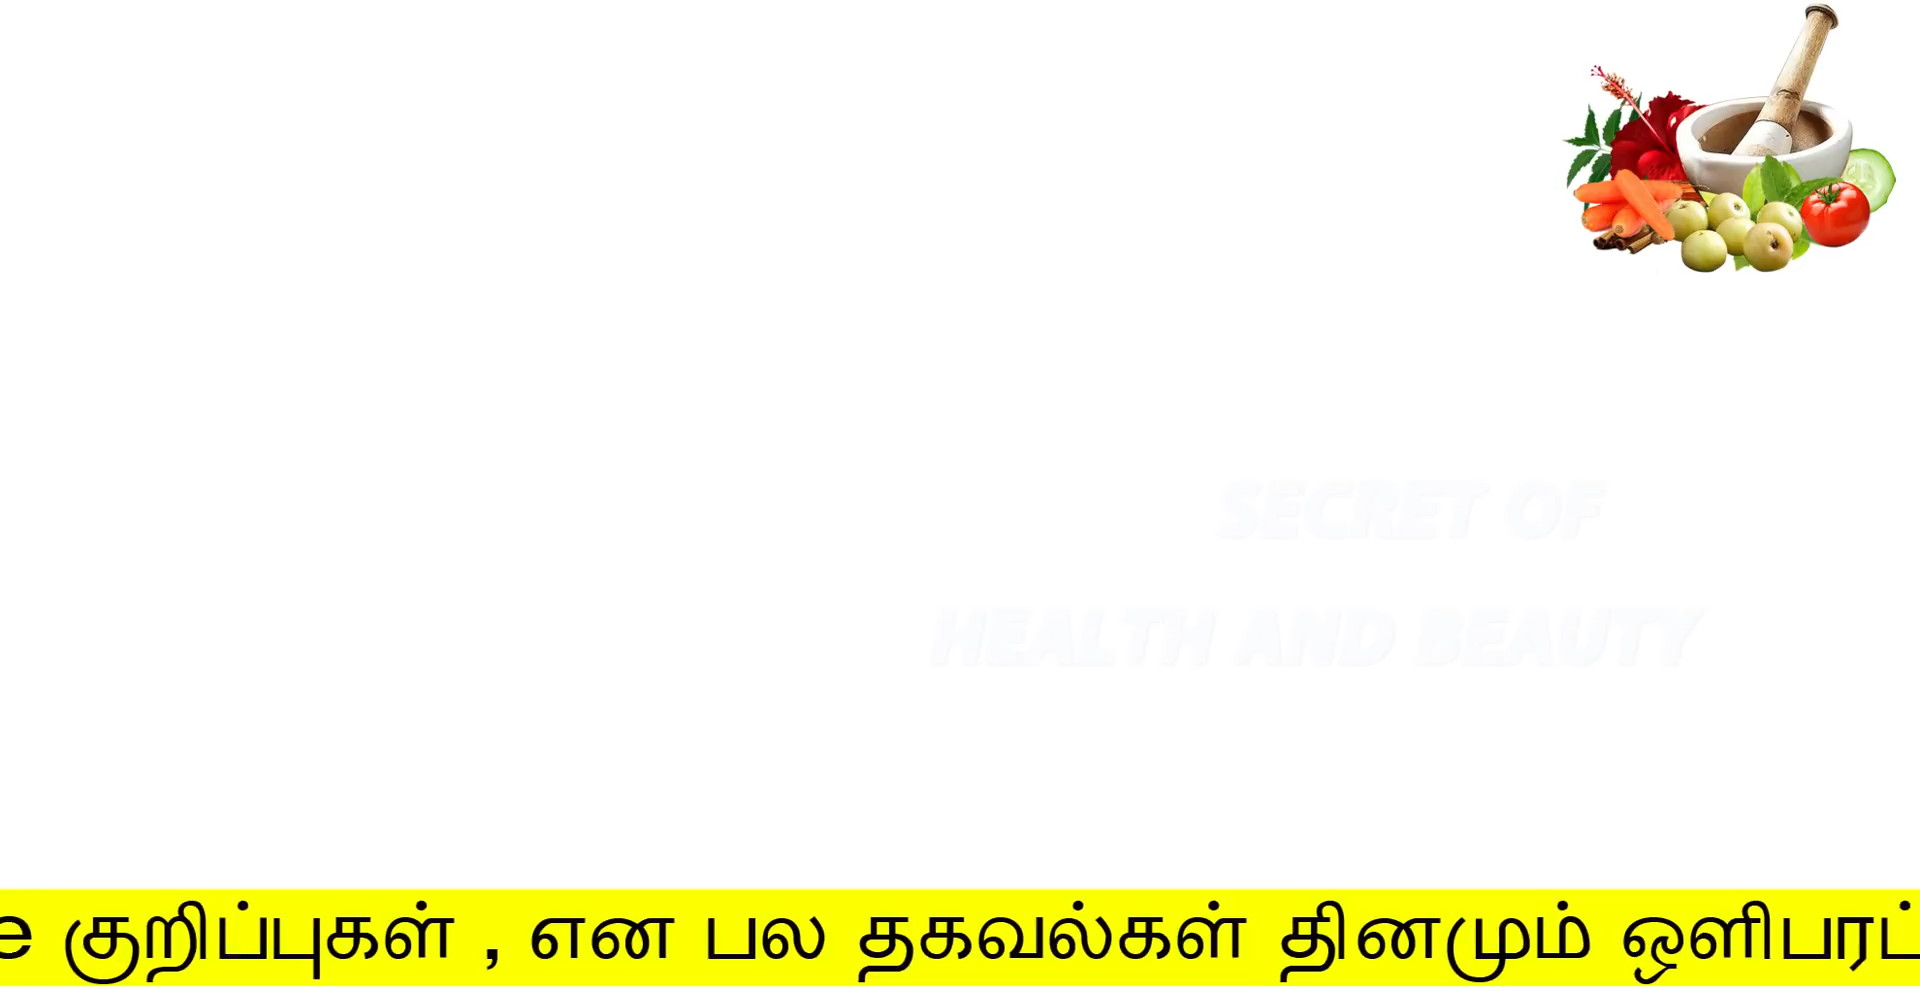 SECRET OF
HEALTH AND BEAUTY
குறிப்புகள் , என பல தகவல்கள் தினமும்